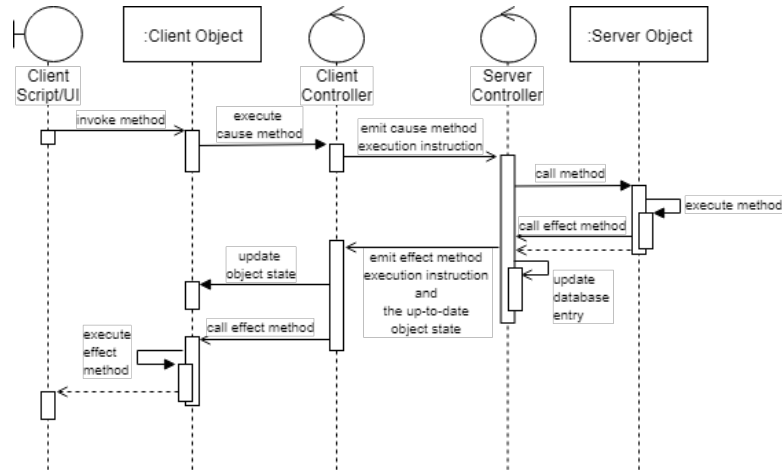 :Client Object
:Server Object
Client
Script/UI
Client
Controller
Server
Controller
invoke method
execute
cause method
emit cause method
execution instruction
call method
execute method
call effect method
emit effect method
execution instruction
and
the up-to-date
object state
update
object state
update
database
entry
call effect method
execute
effect
method